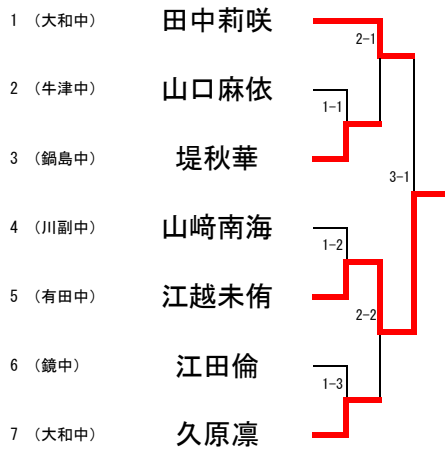 1 (大和中) 田中莉咲
2-1
2 (牛津中) 山口麻依
1-1
3 (鍋島中) 堤秋華
3-1
4 (川副中) 山﨑南海
1-2
5 (有田中) 江越未侑
2-2
6 (鏡中) 江田倫
1-3
7 (大和中) 久原凛